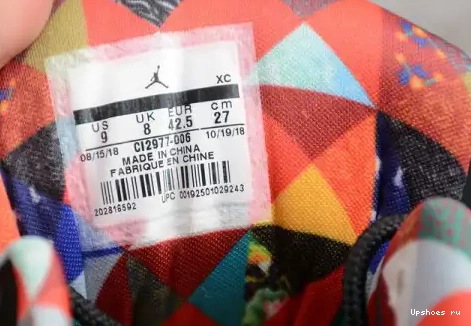 XC
US UK EUR cm
9 8 42.5 27
08/15/18 CI2977-006 10/19/18
MADE IN CHINA
FABRIQUE EN CHINE
202816592 UPC 00192501029243
Upshoes ru